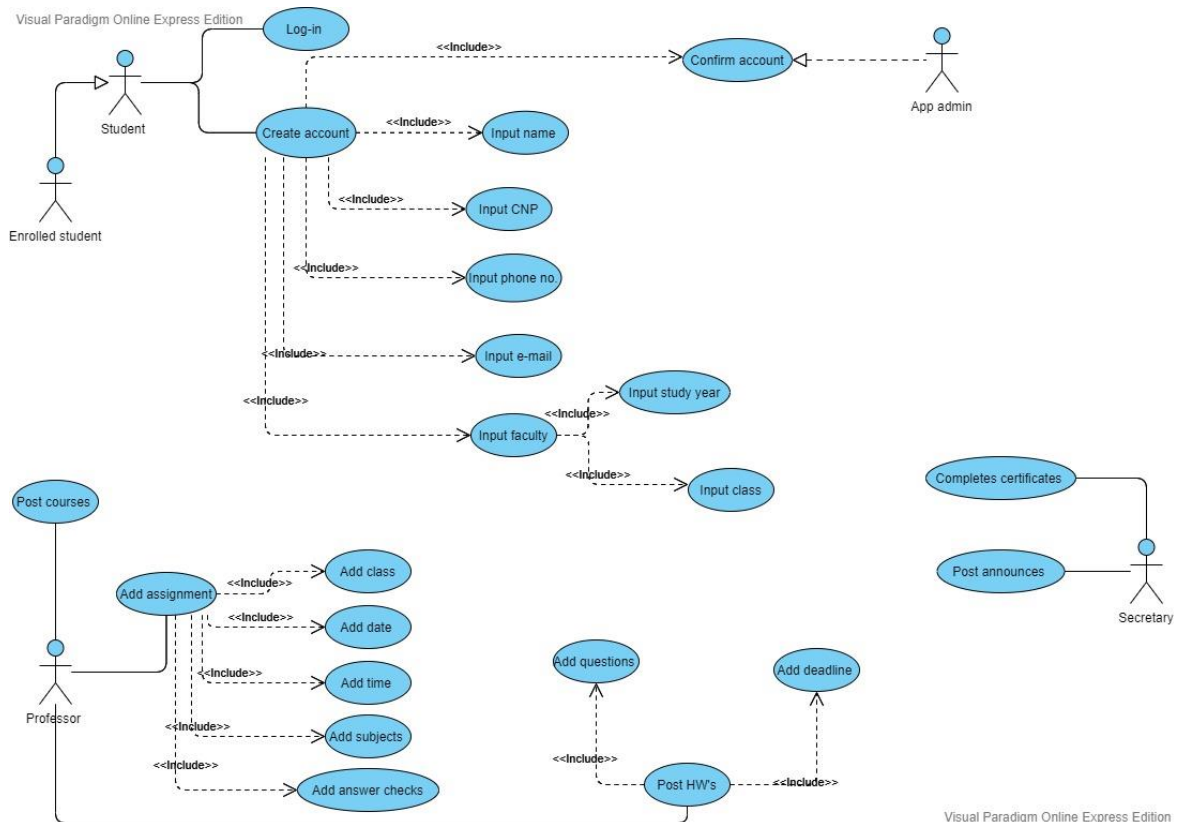 Visual Paradigm Online Express Edition
Log-in
<<Include>>
Confirm account
App admin
Student
Create account
<<Include>>
Input name
Enrolled student
<<Include>>
Input CNP
<<Include>>
Input phone no.
<<Include>>
Input e-mail
<<Include>>
Input faculty
<<Include>>
Input study year
<<Include>>
Input class
Completes certificates
Post announces
Secretary
Post courses
Add assignment
<<Include>>
Add class
<<Include>>
Add date
<<Include>>
Add time
<<Include>>
Add subjects
<<Include>>
Add answer checks
Professor
Add questions
Add deadline
<<Include>>
Post HW's
<<Include>>
Visual Paradigm Online Express Edition